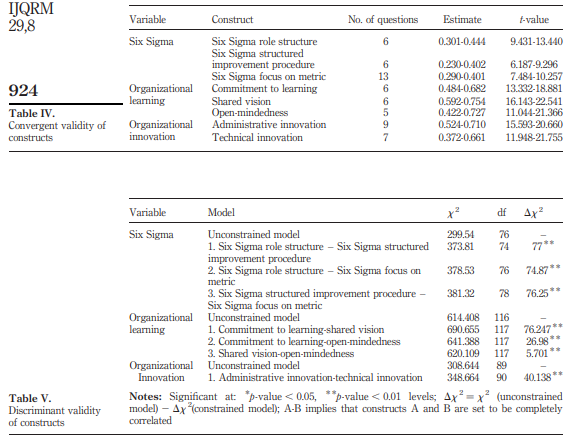 IJQRM
29,8
924
Table IV.
Convergent validity of
constructs
Variable Construct No. of questions Estimate t-value
Six Sigma Six Sigma role structure 6 0.301-0.444 9.431-13.440
Six Sigma structured
improvement procedure 6 0.230-0.402 6.187-9.296
Six Sigma focus on metric 13 0.290-0.401 7.484-10.257
Organizational Commitment to learning 6 0.484-0.682 13.332-18.881
learning Shared vision 6 0.592-0.754 16.143-22.541
Open-mindedness 5 0.422-0.727 11.044-21.366
Organizational Administrative innovation 9 0.524-0.710 15.593-20.660
innovation Technical innovation 7 0.372-0.661 11.948-21.755
Variable Model χ² df Δχ²
Six Sigma Unconstrained model 299.54 76 –
1. Six Sigma role structure – Six Sigma structured 373.81 74 77**
improvement procedure
2. Six Sigma role structure – Six Sigma focus on 378.53 76 74.87**
metric
3. Six Sigma structured improvement procedure – 381.32 78 76.25**
Six Sigma focus on metric
Organizational Unconstrained model 614.408 116 –
learning 1. Commitment to learning-shared vision 690.655 117 76.247**
2. Commitment to learning-open-mindedness 641.388 117 26.98**
3. Shared vision-open-mindedness 620.109 117 5.701**
Organizational Unconstrained model 308.644 89 –
Innovation 1. Administrative innovation-technical innovation 348.664 90 40.138**
Table V.
Discriminant validity
of constructs
Notes: Significant at: *p-value < 0.05, **p-value < 0.01 levels; Δχ² = χ² (unconstrained
model) – Δχ²(constrained model); A-B implies that constructs A and B are set to be completely
correlated